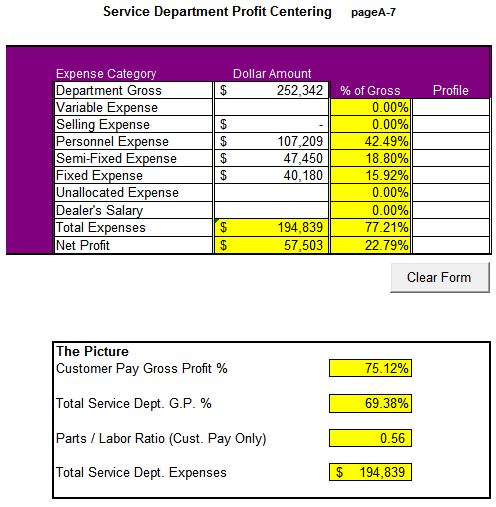 Service Department Profit Centering pageA-7
Expense Category Dollar Amount
Department Gross $ 252,342 % of Gross Profile
Variable Expense 0.00%
Selling Expense $ - 0.00%
Personnel Expense $ 107,209 42.49%
Semi-Fixed Expense $ 47,450 18.80%
Fixed Expense $ 40,180 15.92%
Unallocated Expense 0.00%
Dealer's Salary 0.00%
Total Expenses $ 194,839 77.21%
Net Profit $ 57,503 22.79%
Clear Form
The Picture
Customer Pay Gross Profit % 75.12%
Total Service Dept. G.P. % 69.38%
Parts / Labor Ratio (Cust. Pay Only) 0.56
Total Service Dept. Expenses $ 194,839